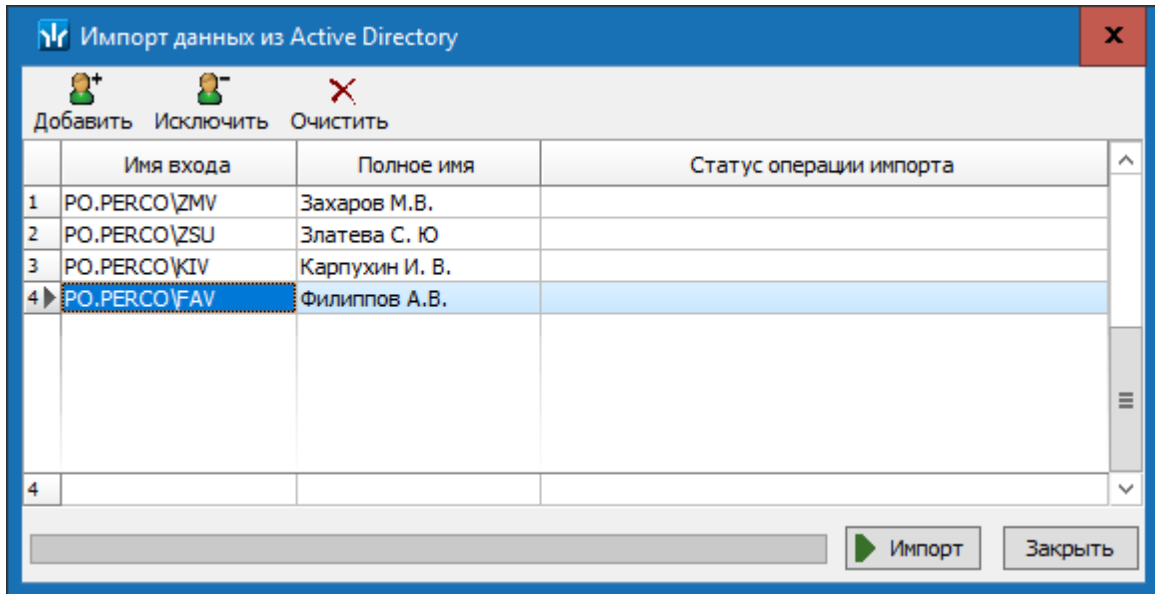 Импорт данных из Active Directory
x
Добавить Исключить Очистить
Имя входа Полное имя Статус операции импорта
1 PO.PERCO\ZMV Захаров М.В.
2 PO.PERCO\ZSU Златева С. Ю
3 PO.PERCO\KIV Карпухин И. В.
4 PO.PERCO\FAV Филиппов А.В.
4
Импорт Закрыть